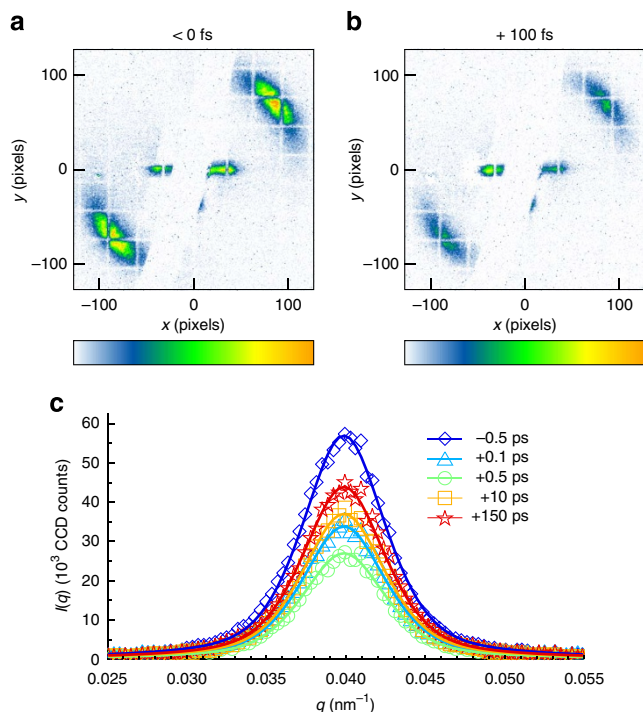 a
< 0 fs
100
0
−100
y (pixels)
−100
0
100
x (pixels)
b
+ 100 fs
100
0
−100
y (pixels)
−100
0
100
x (pixels)
c
60
50
40
30
20
10
0
I(q) (10³ CCD counts)
−0.5 ps
+0.1 ps
+0.5 ps
+10 ps
+150 ps
0.025
0.030
0.035
0.040
0.045
0.050
0.055
q (nm⁻¹)